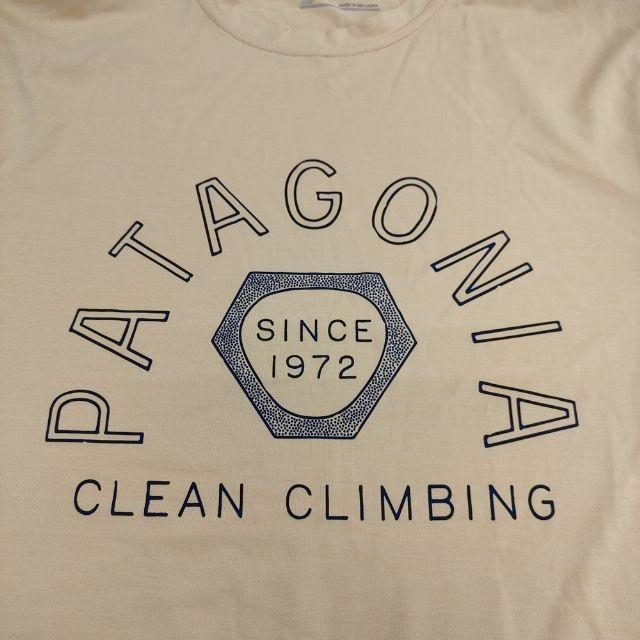 PATAGONIA
SINCE
1972
CLEAN CLIMBING